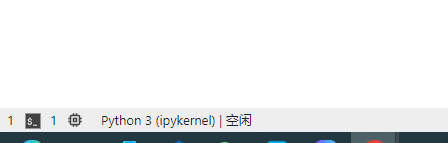 1 $_ 1 Python 3 (ipykernel) | 空闲